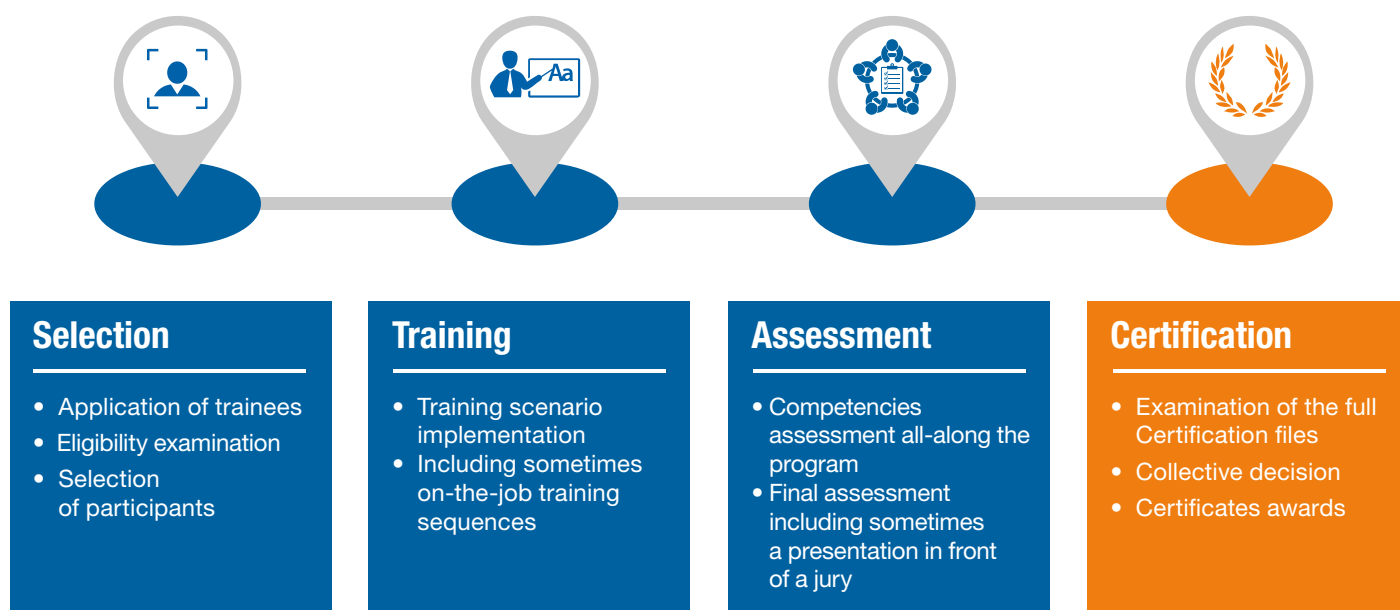 Aa
Selection
• Application of trainees
• Eligibility examination
• Selection
of participants
Training
• Training scenario
implementation
• Including sometimes
on-the-job training
sequences
Assessment
• Competencies
assessment all-along the
program
• Final assessment
including sometimes
a presentation in front
of a jury
Certification
• Examination of the full
Certification files
• Collective decision
• Certificates awards